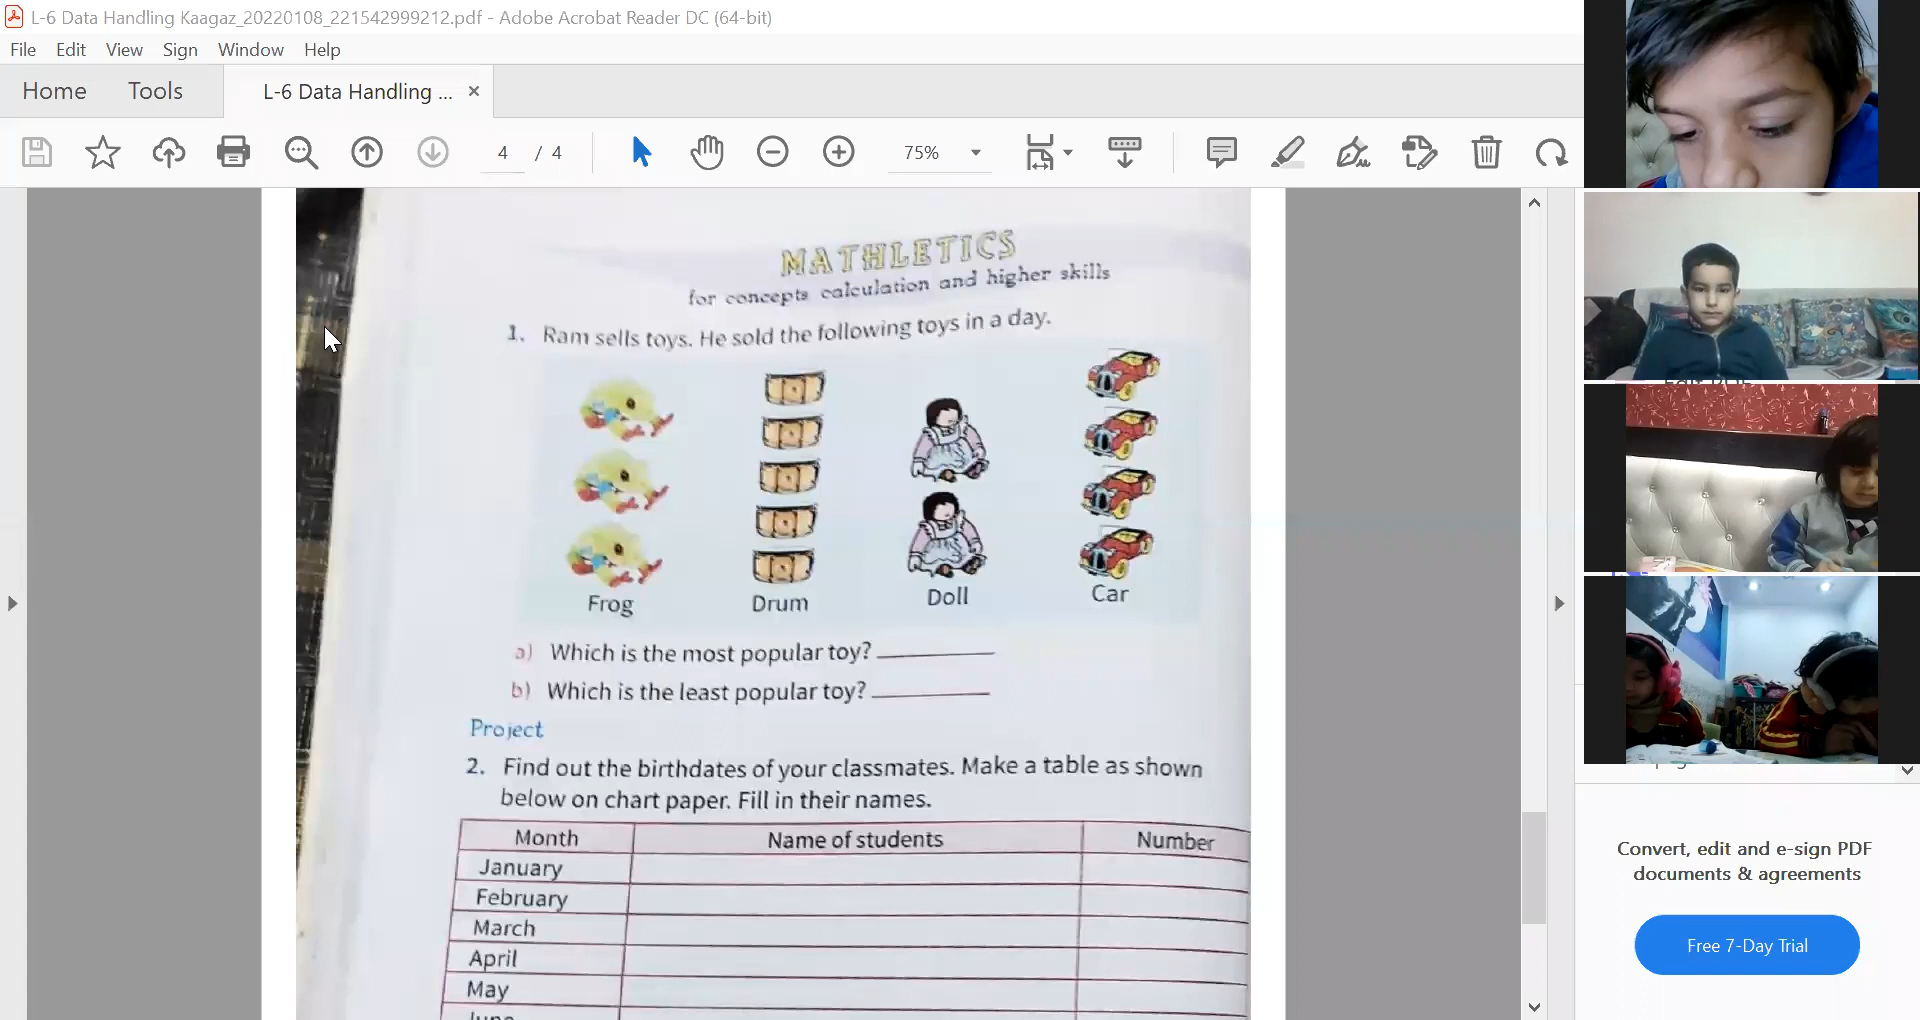 L-6 Data Handling Kaagaz_20220108_221542999212.pdf - Adobe Acrobat Reader DC (64-bit)
File Edit View Sign Window Help
Home Tools L-6 Data Handling ... ×
4 / 4 75%
MATHLETICS
for concepts calculation and higher skills
1. Ram sells toys. He sold the following toys in a day.
Frog Drum Doll Car
a) Which is the most popular toy?
b) Which is the least popular toy?
Project
2. Find out the birthdates of your classmates. Make a table as shown
below on chart paper. Fill in their names.
Month Name of students Number
January
February
March
April
May
June
Convert, edit and e-sign PDF
documents & agreements
Free 7-Day Trial